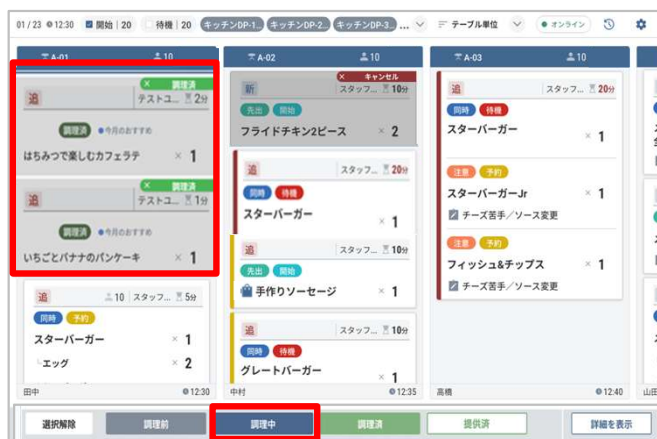 01 / 23 12:30 開始 | 20 待機 | 20 キッチンDP-1.. キッチンDP-2.. キッチンDP-3.. ... テーブル単位 オンライン
A-01 10
調理済
追 テストユ... 2分
調理済 今月のおすすめ
はちみつで楽しむカフェラテ × 1
調理済
追 テストユ... 1分
調理済 今月のおすすめ
いちごとバナナのパンケーキ × 1
追 10 スタッフ... 5分
同時 予約
スターバーガー × 1
エッグ × 2
田中 12:30
A-02 10
× キャンセル
新 スタッフ... 10分
先出 開始
フライドチキン2ピース × 2
追 スタッフ... 20分
同時 待機
スターバーガー × 1
追 スタッフ... 10分
先出 開始
手作りソーセージ × 1
追 スタッフ... 10分
同時 待機
グレートバーガー × 1
中村 12:35
A-03 10
追 スタッフ... 20分
同時 待機
スターバーガー × 1
注意 予約
スターバーガーJr × 1
チーズ苦手/ソース変更
注意 予約
フィッシュ&チップス × 1
チーズ苦手/ソース変更
高橋 12:40
選択解除 調理前 調理中 調理済 提供済 詳細を表示